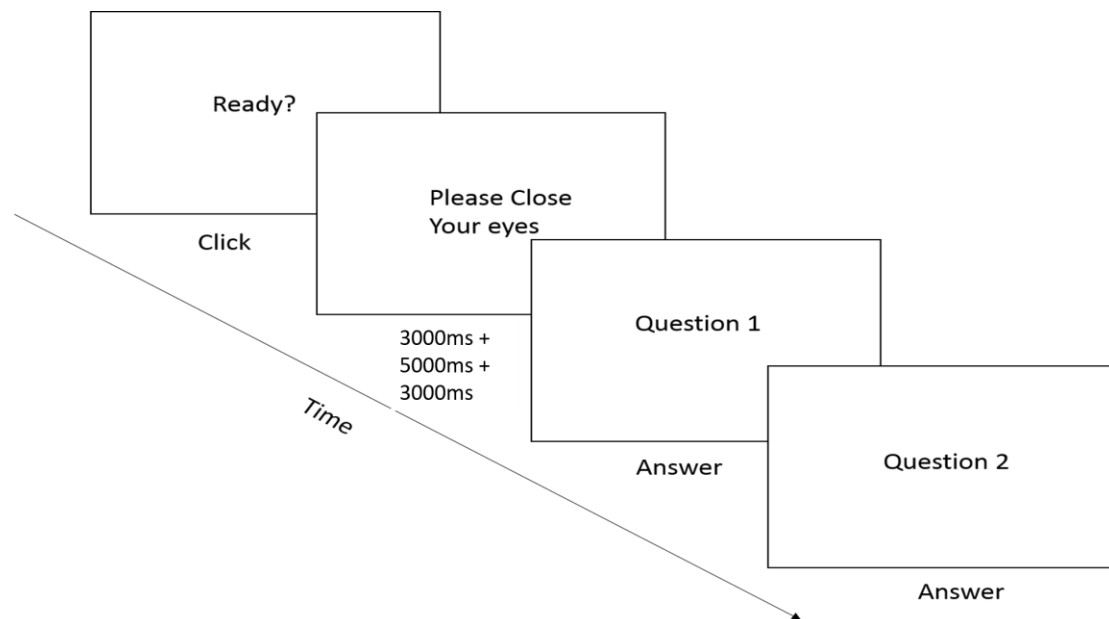 Ready?
Click
Please Close
Your eyes
3000ms +
5000ms +
3000ms
Time
Question 1
Answer
Question 2
Answer